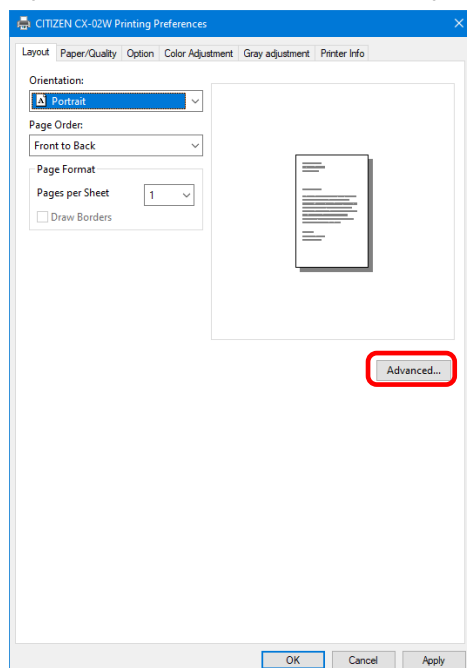 CITIZEN CX-02W Printing Preferences
Layout Paper/Quality Option Color Adjustment Gray adjustment Printer Info
Orientation:
A Portrait
Page Order:
Front to Back
Page Format
Pages per Sheet 1
Draw Borders
Advanced...
OK Cancel Apply